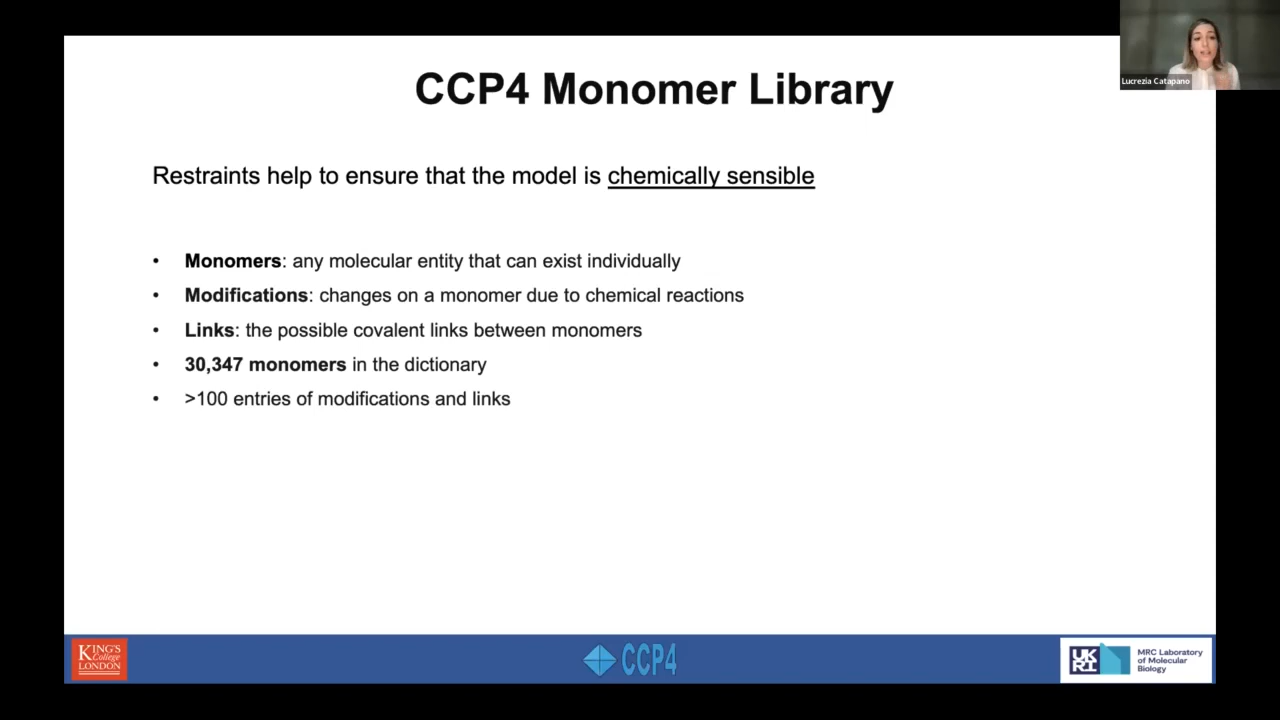 CCP4 Monomer Library
Lucrezia Catapano
Restraints help to ensure that the model is chemically sensible
• Monomers: any molecular entity that can exist individually
• Modifications: changes on a monomer due to chemical reactions
• Links: the possible covalent links between monomers
• 30,347 monomers in the dictionary
• >100 entries of modifications and links
KING'S
College
LONDON
CCP4
UK
RI
MRC Laboratory
of Molecular
Biology